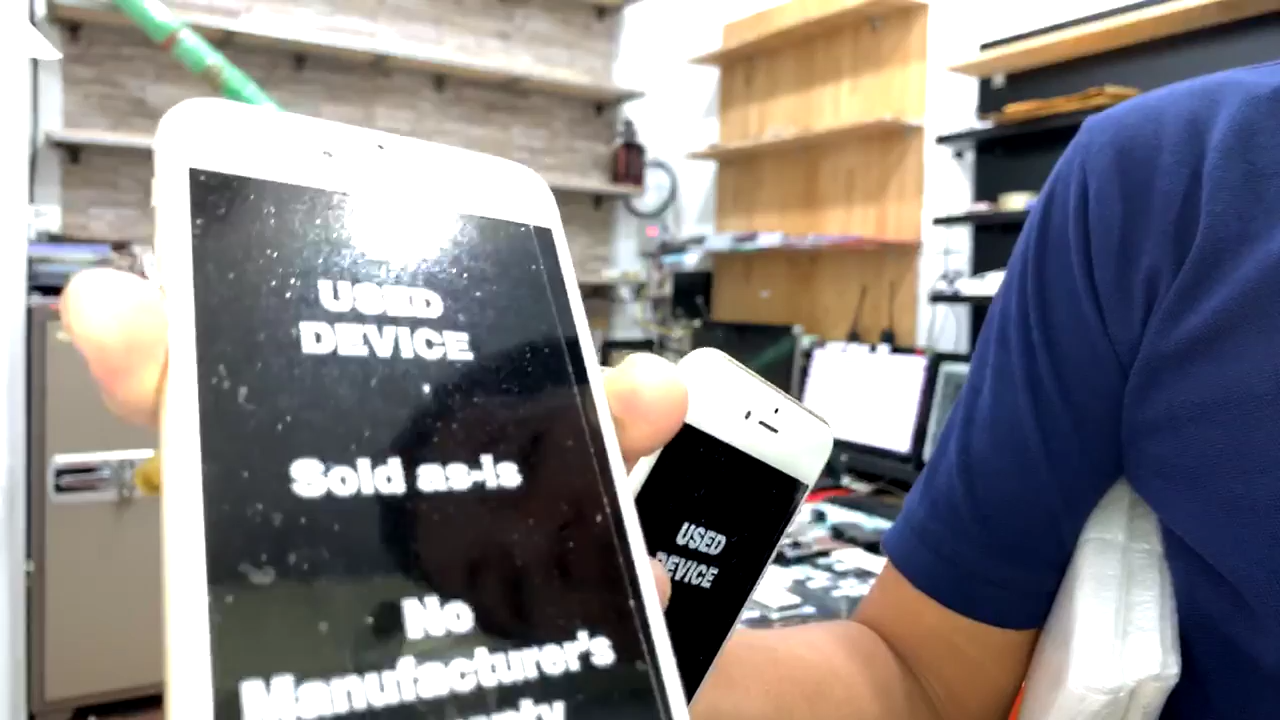 USED
DEVICE
Sold as-is
No
Manufacturer's
USED
DEVICE